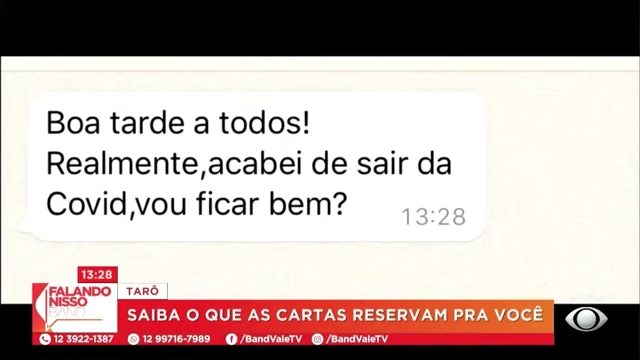 Boa tarde a todos!
Realmente,acabei de sair da
Covid,vou ficar bem?
13:28
13:28
FALANDO
NISSO
BAND
TARÔ
SAIBA O QUE AS CARTAS RESERVAM PRA VOCÊ
12 3922-1387
12 99716-7989
/BandValeTV
/BandValeTV